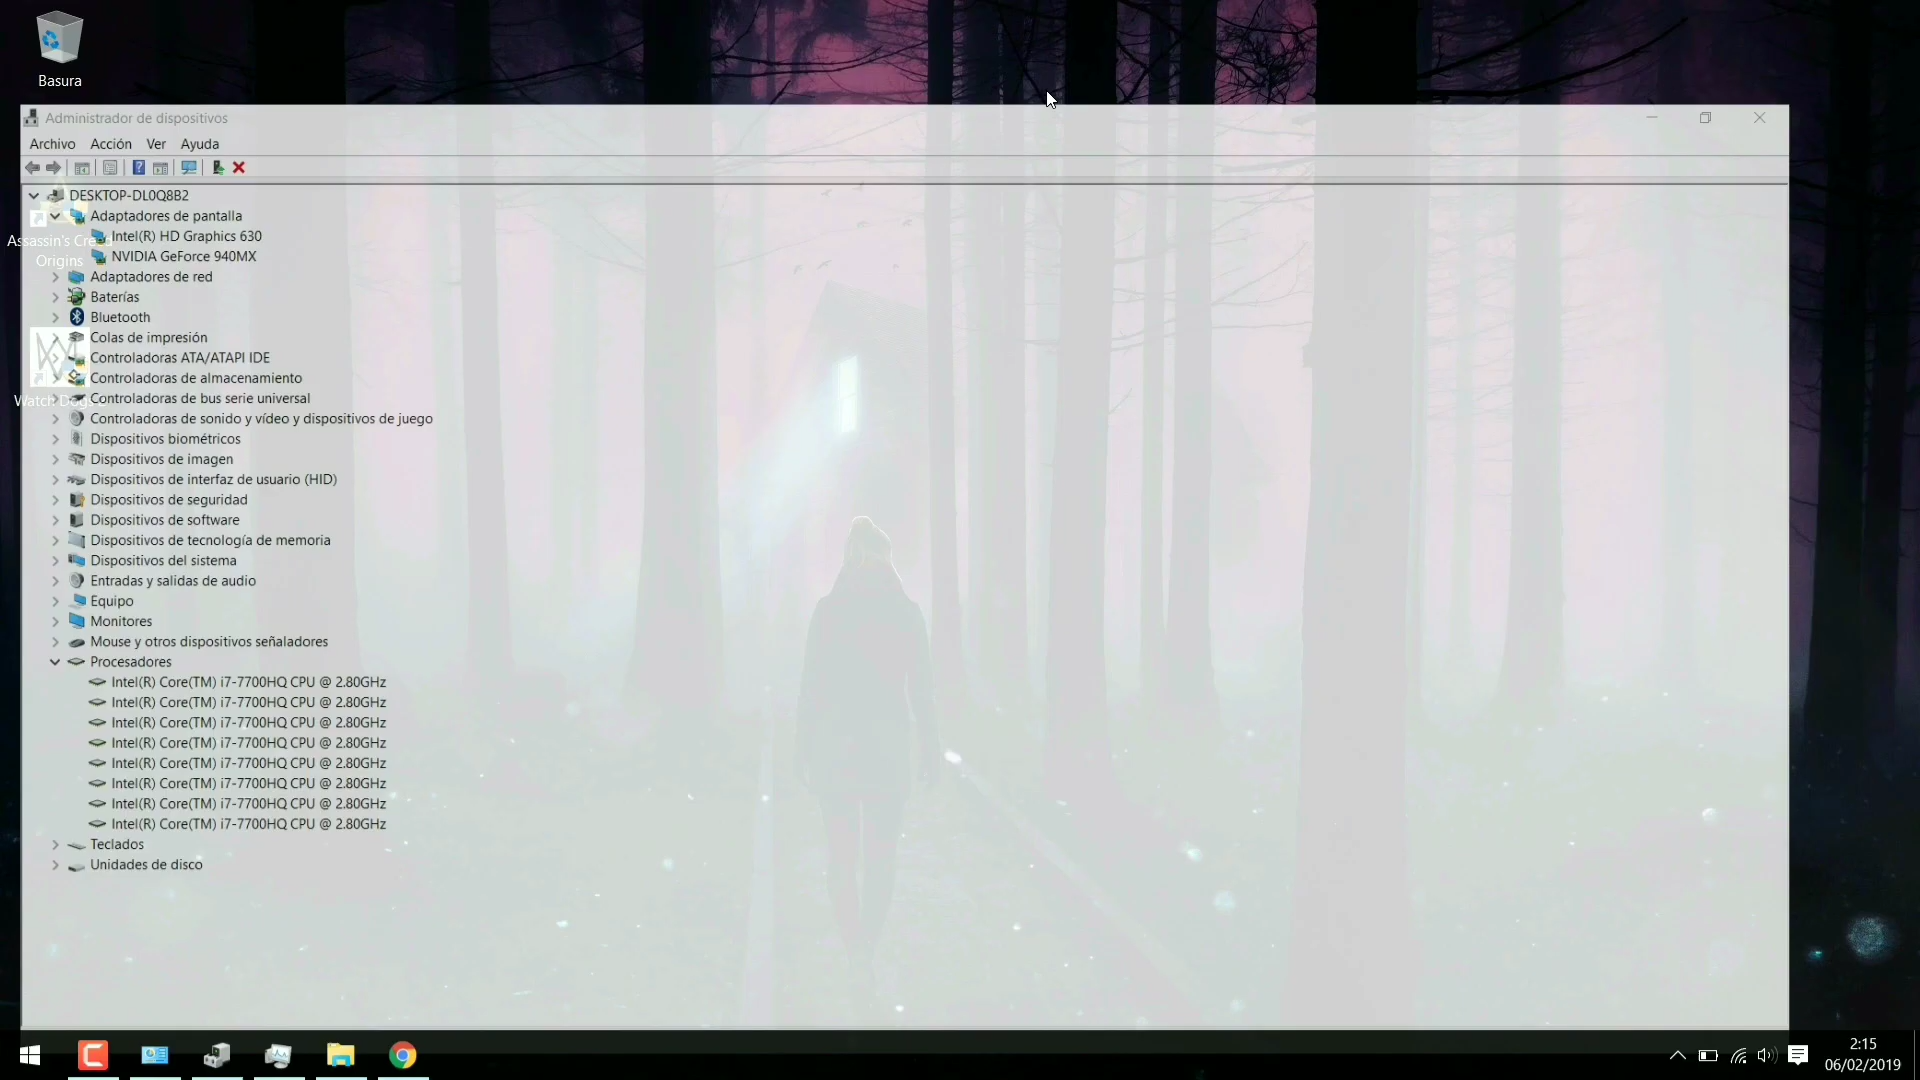 Basura
Administrador de dispositivos
Archivo Acción Ver Ayuda
DESKTOP-DL0Q8B2
Adaptadores de pantalla
Intel(R) HD Graphics 630
Assassin's Creed
NVIDIA GeForce 940MX
Origins
Adaptadores de red
Baterías
Bluetooth
Colas de impresión
Controladoras ATA/ATAPI IDE
Controladoras de almacenamiento
Controladoras de bus serie universal
Watch Dogs
Controladoras de sonido y vídeo y dispositivos de juego
Dispositivos biométricos
Dispositivos de imagen
Dispositivos de interfaz de usuario (HID)
Dispositivos de seguridad
Dispositivos de software
Dispositivos de tecnología de memoria
Dispositivos del sistema
Entradas y salidas de audio
Equipo
Monitores
Mouse y otros dispositivos señaladores
Procesadores
Intel(R) Core(TM) i7-7700HQ CPU @ 2.80GHz
Intel(R) Core(TM) i7-7700HQ CPU @ 2.80GHz
Intel(R) Core(TM) i7-7700HQ CPU @ 2.80GHz
Intel(R) Core(TM) i7-7700HQ CPU @ 2.80GHz
Intel(R) Core(TM) i7-7700HQ CPU @ 2.80GHz
Intel(R) Core(TM) i7-7700HQ CPU @ 2.80GHz
Intel(R) Core(TM) i7-7700HQ CPU @ 2.80GHz
Intel(R) Core(TM) i7-7700HQ CPU @ 2.80GHz
Teclados
Unidades de disco
2:15
06/02/2019